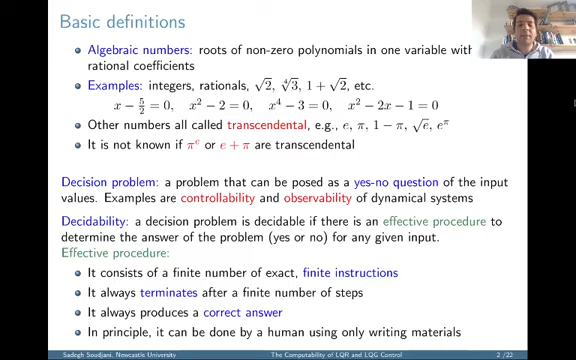 Basic definitions
Algebraic numbers: roots of non-zero polynomials in one variable with
rational coefficients
Examples: integers, rationals, √2, ∜3, 1 + √2, etc.
x − 5/2 = 0, x² − 2 = 0, x⁴ − 3 = 0, x² − 2x − 1 = 0
Other numbers all called transcendental, e.g., e, π, 1 − π, √e, e^π
It is not known if π^e or e + π are transcendental
Decision problem: a problem that can be posed as a yes-no question of the input
values. Examples are controllability and observability of dynamical systems
Decidability: a decision problem is decidable if there is an effective procedure to
determine the answer of the problem (yes or no) for any given input.
Effective procedure:
It consists of a finite number of exact, finite instructions
It always terminates after a finite number of steps
It always produces a correct answer
In principle, it can be done by a human using only writing materials
Sadegh Soudjani, Newcastle University The Computability of LQR and LQG Control 2 / 22